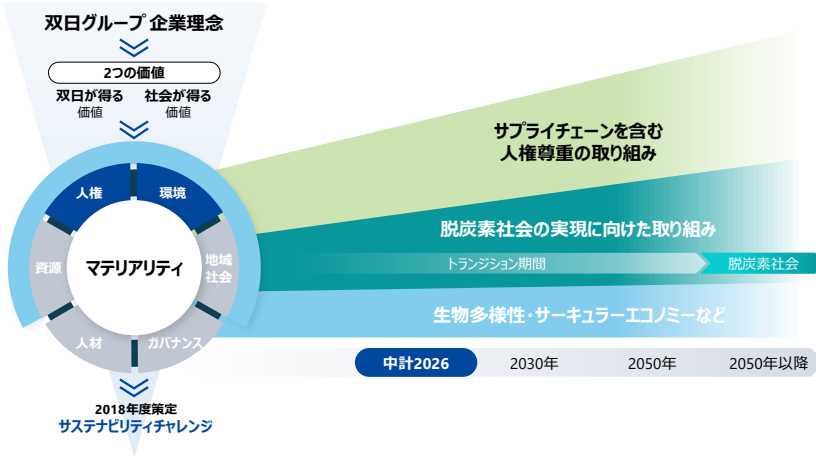 双日グループ 企業理念
2つの価値
双日が得る
価値
社会が得る
価値
人権
環境
資源
マテリアリティ
地域
社会
人材
ガバナンス
2018年度策定
サステナビリティチャレンジ
サプライチェーンを含む
人権尊重の取り組み
脱炭素社会の実現に向けた取り組み
トランジション期間
脱炭素社会
生物多様性・サーキュラーエコノミーなど
中計2026
2030年
2050年
2050年以降